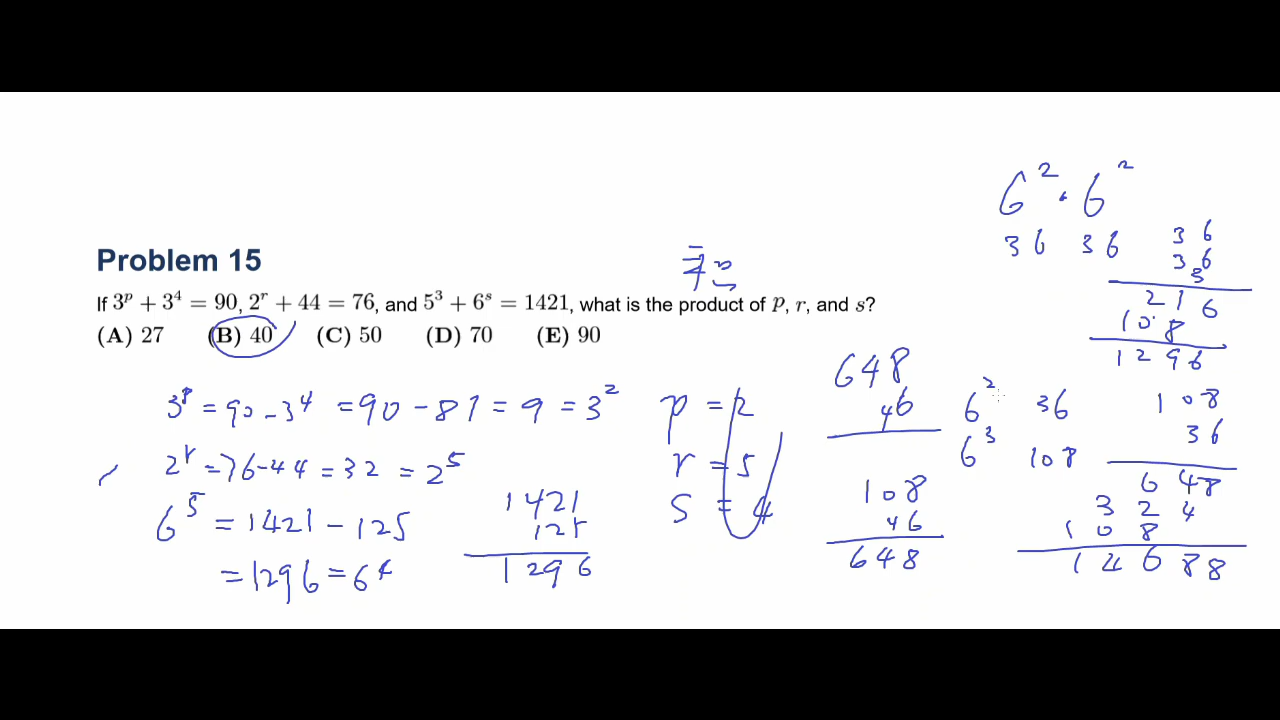 Problem 15
If 3^p + 3^4 = 90, 2^r + 44 = 76, and 5^3 + 6^s = 1421, what is the product of p, r, and s?
(A) 27 (B) 40 (C) 50 (D) 70 (E) 90
3^p = 90 - 3^4 = 90 - 81 = 9 = 3^2
2^r = 76 - 44 = 32 = 2^5
6^s = 1421 - 125
= 1296 = 6^4
1421
125
1296
p = 2
r = 5
s = 4
648
46
108
46
648
6^2 · 6^2
36 36
36
36
3
216
108
1296
6^2 36
6^3 108
108
36
648
324
108
14688